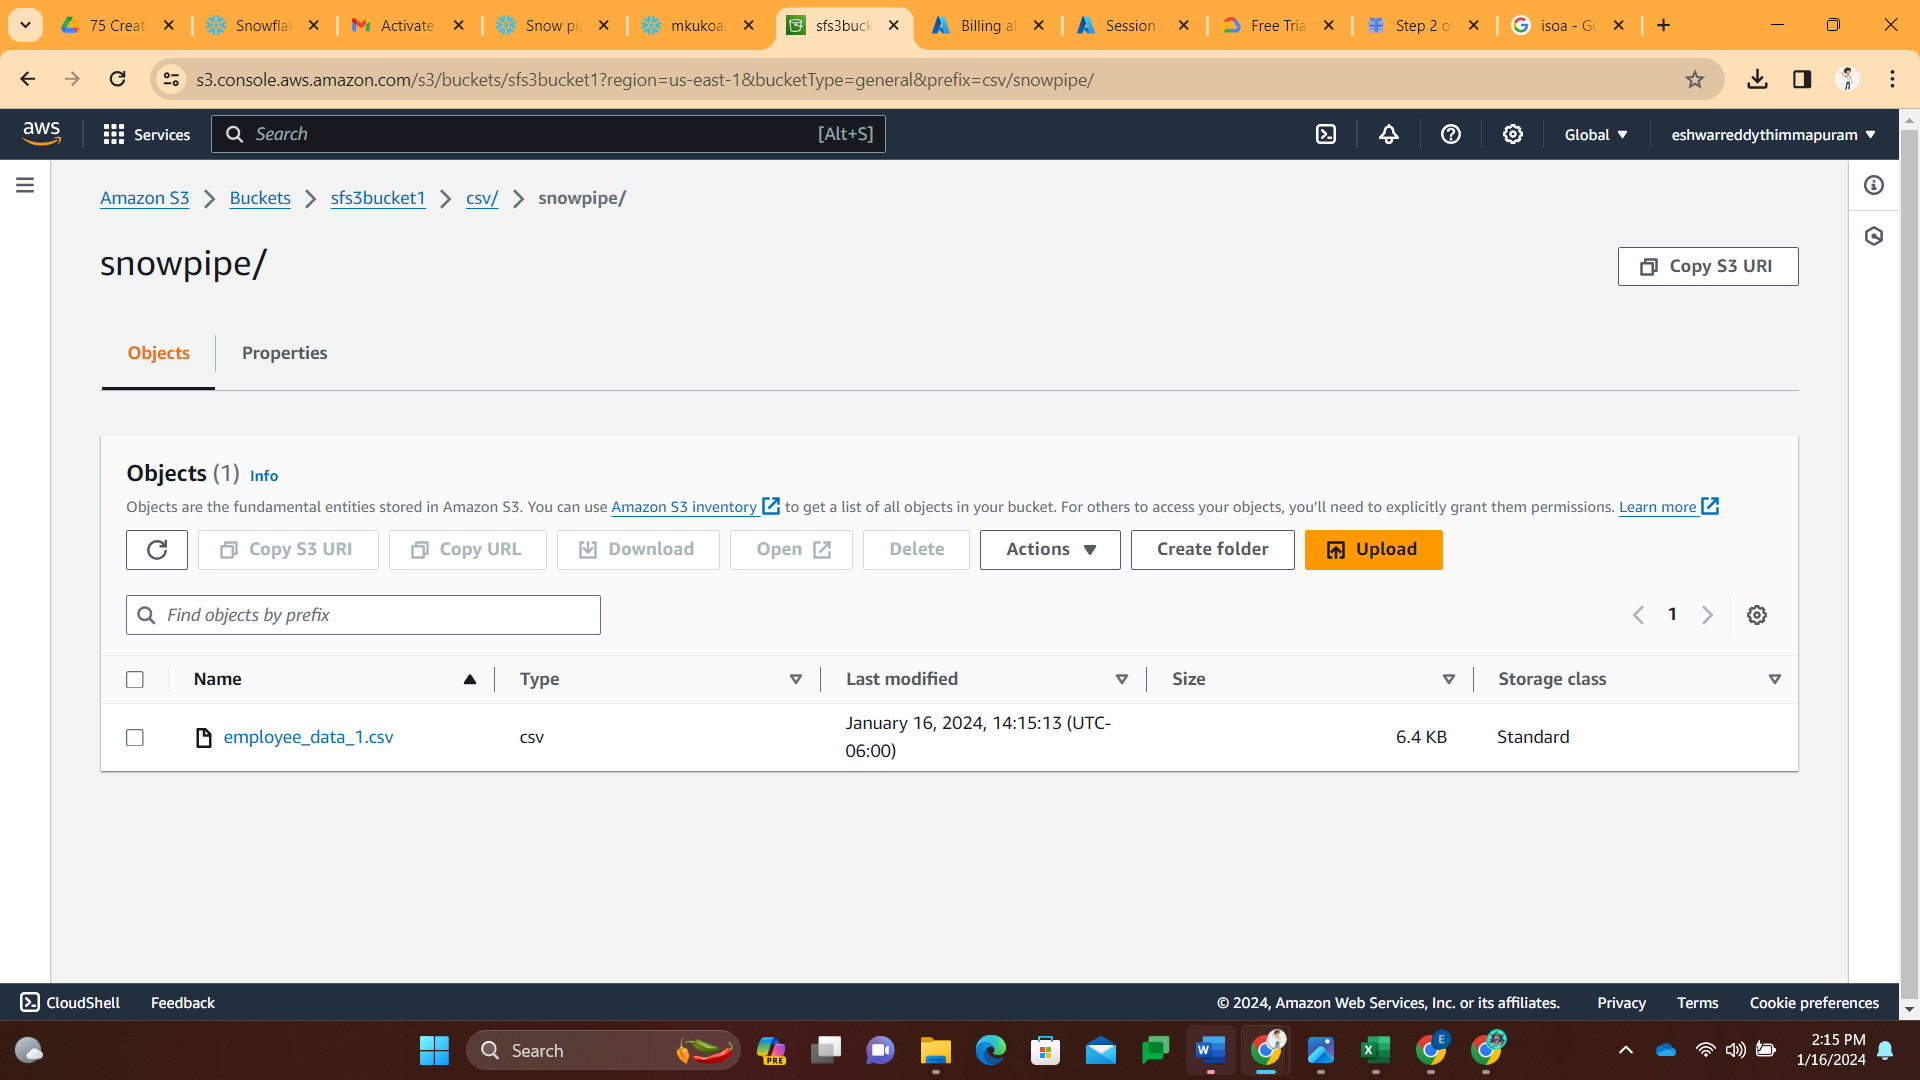 75 Creat
Snowflak
Activate
Snow pi
mkukoa
sfs3buck
Billing al
Session
Free Tria
Step 2 o
isoa - Go
s3.console.aws.amazon.com/s3/buckets/sfs3bucket1?region=us-east-1&bucketType=general&prefix=csv/snowpipe/
aws
Services
Search
[Alt+S]
Global
eshwarreddythimmapuram
Amazon S3
Buckets
sfs3bucket1
csv/
snowpipe/
snowpipe/
Copy S3 URI
Objects
Properties
Objects (1) Info
Objects are the fundamental entities stored in Amazon S3. You can use Amazon S3 inventory to get a list of all objects in your bucket. For others to access your objects, you'll need to explicitly grant them permissions. Learn more
Copy S3 URI
Copy URL
Download
Open
Delete
Actions
Create folder
Upload
Find objects by prefix
1
Name
Type
Last modified
Size
Storage class
employee_data_1.csv
csv
January 16, 2024, 14:15:13 (UTC-
06:00)
6.4 KB
Standard
CloudShell
Feedback
© 2024, Amazon Web Services, Inc. or its affiliates.
Privacy
Terms
Cookie preferences
Search
PRE
W
X
E
2:15 PM
1/16/2024